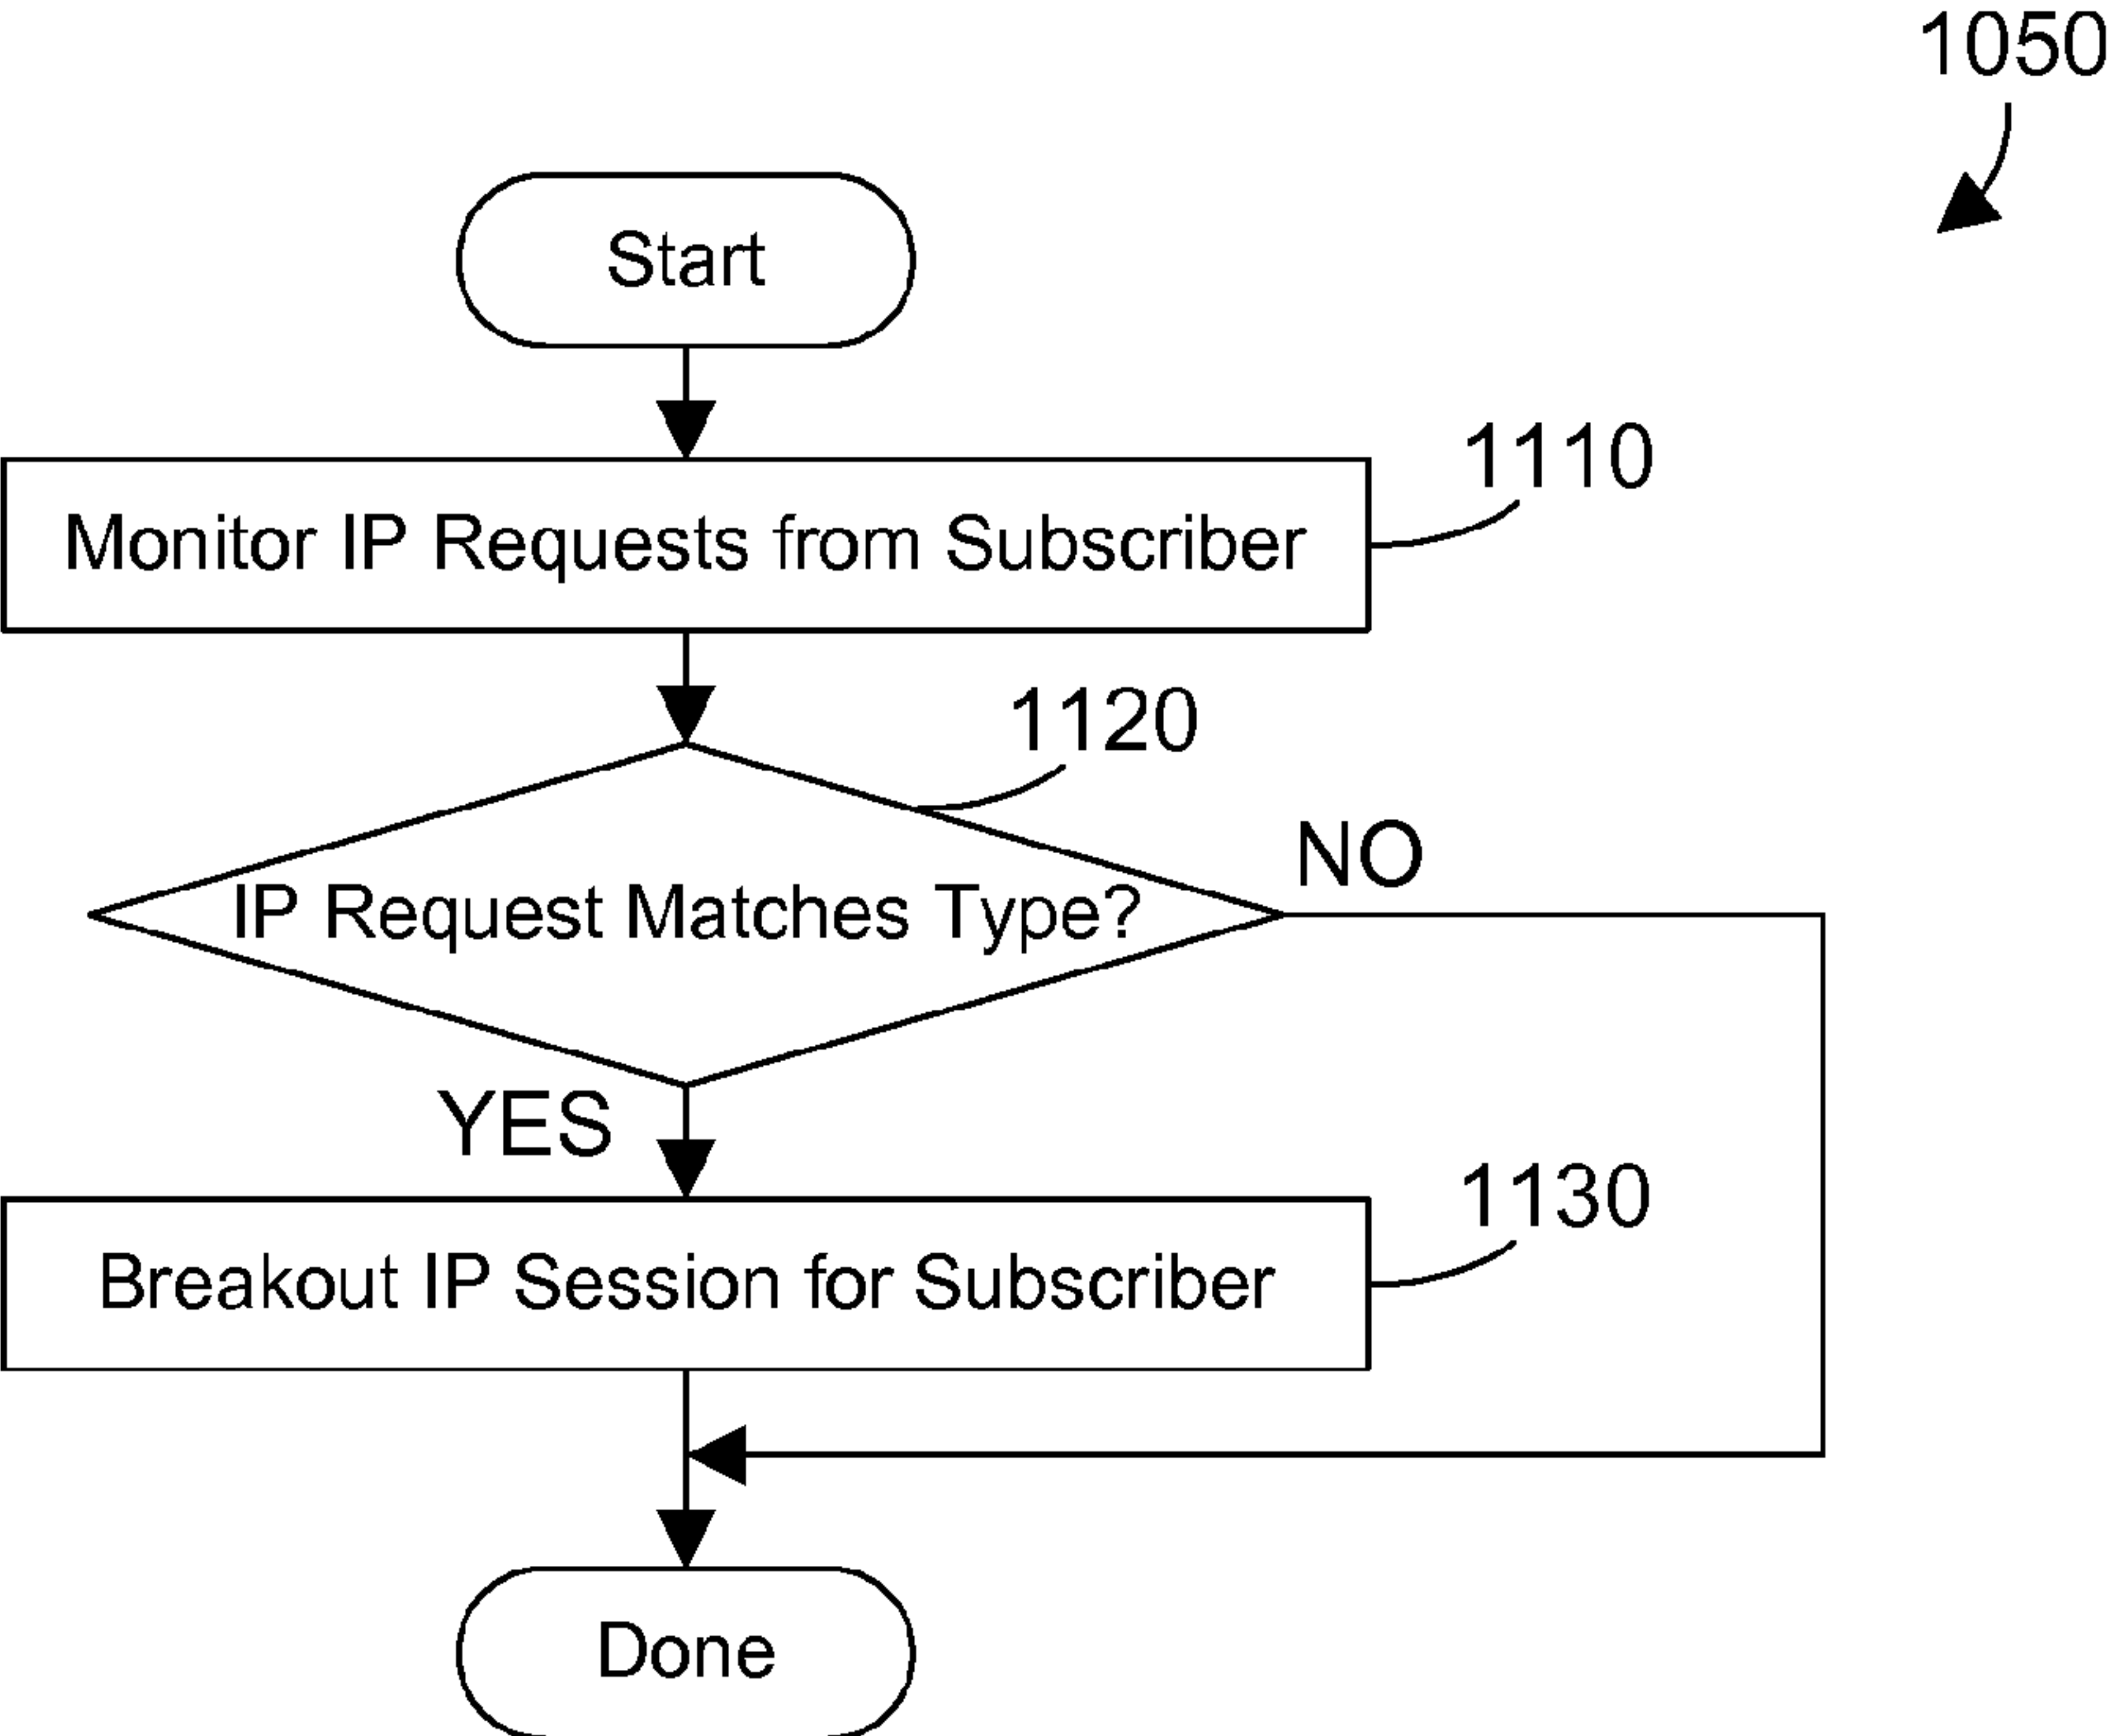 1050
Start
Monitor IP Requests from Subscriber
1110
1120
IP Request Matches Type?
NO
YES
1130
Breakout IP Session for Subscriber
Done